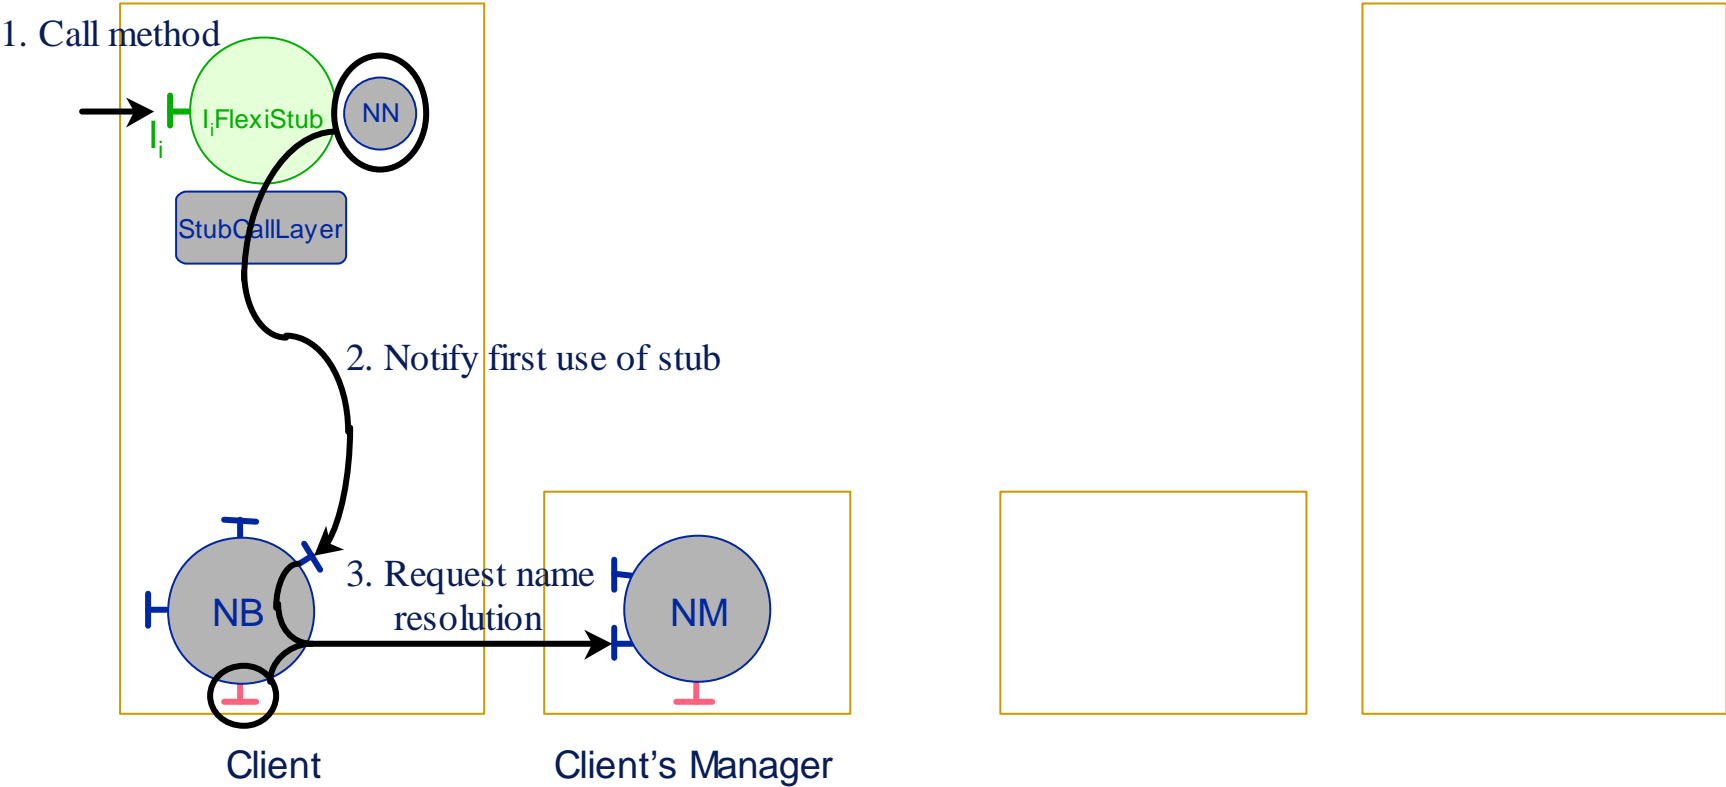 1. Call method
IiFlexiStub
NN
Ii
StubCallLayer
2. Notify first use of stub
3. Request name
resolution
NB
NM
Client
Client’s Manager